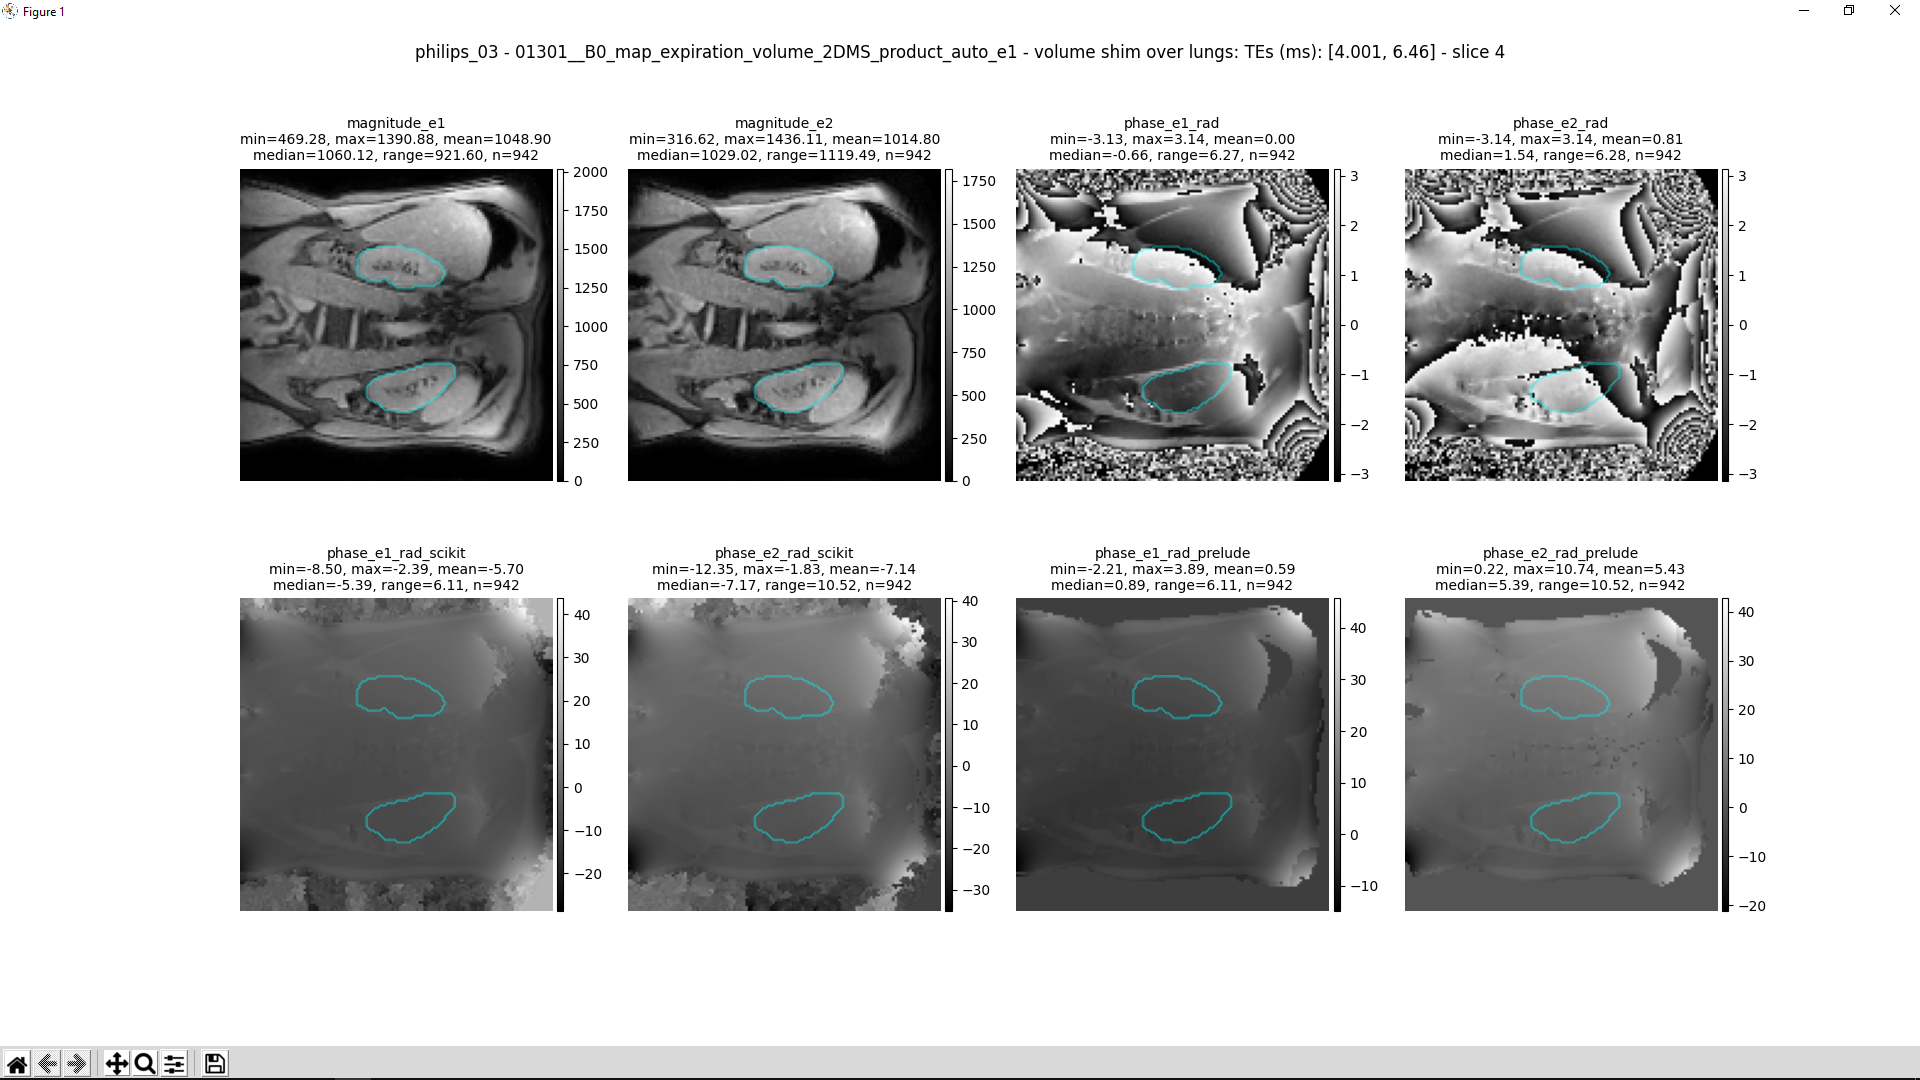 Figure 1
philips_03 - 01301__B0_map_expiration_volume_2DMS_product_auto_e1 - volume shim over lungs: TEs (ms): [4.001, 6.46] - slice 4
magnitude_e1
min=469.28, max=1390.88, mean=1048.90
median=1060.12, range=921.60, n=942
2000
1750
1500
1250
1000
750
500
250
0
magnitude_e2
min=316.62, max=1436.11, mean=1014.80
median=1029.02, range=1119.49, n=942
1750
1500
1250
1000
750
500
250
0
phase_e1_rad
min=-3.13, max=3.14, mean=0.00
median=-0.66, range=6.27, n=942
3
2
1
0
−1
−2
−3
phase_e2_rad
min=-3.14, max=3.14, mean=0.81
median=1.54, range=6.28, n=942
3
2
1
0
−1
−2
−3
phase_e1_rad_scikit
min=-8.50, max=-2.39, mean=-5.70
median=-5.39, range=6.11, n=942
40
30
20
10
0
−10
−20
phase_e2_rad_scikit
min=-12.35, max=-1.83, mean=-7.14
median=-7.17, range=10.52, n=942
40
30
20
10
0
−10
−20
−30
phase_e1_rad_prelude
min=-2.21, max=3.89, mean=0.59
median=0.89, range=6.11, n=942
40
30
20
10
0
−10
phase_e2_rad_prelude
min=0.22, max=10.74, mean=5.43
median=5.39, range=10.52, n=942
40
30
20
10
0
−10
−20